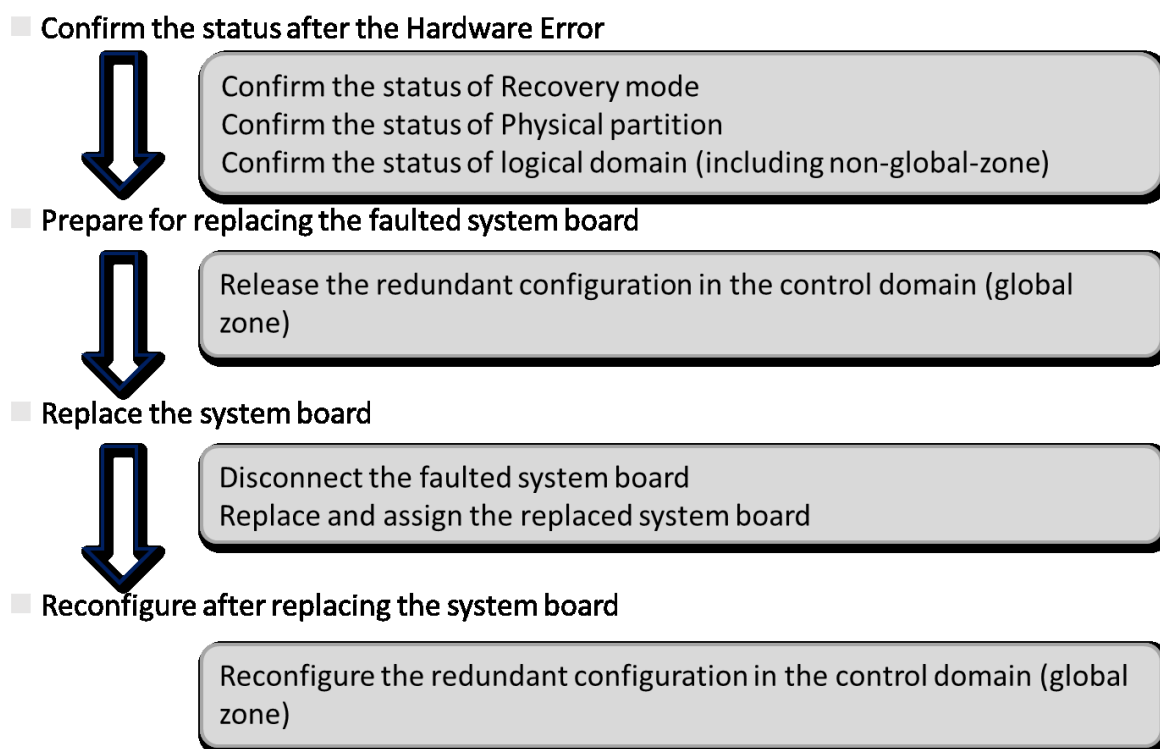 Confirm the status after the Hardware Error
Confirm the status of Recovery mode
Confirm the status of Physical partition
Confirm the status of logical domain (including non-global-zone)
Prepare for replacing the faulted system board
Release the redundant configuration in the control domain (global
zone)
Replace the system board
Disconnect the faulted system board
Replace and assign the replaced system board
Reconfigure after replacing the system board
Reconfigure the redundant configuration in the control domain (global
zone)